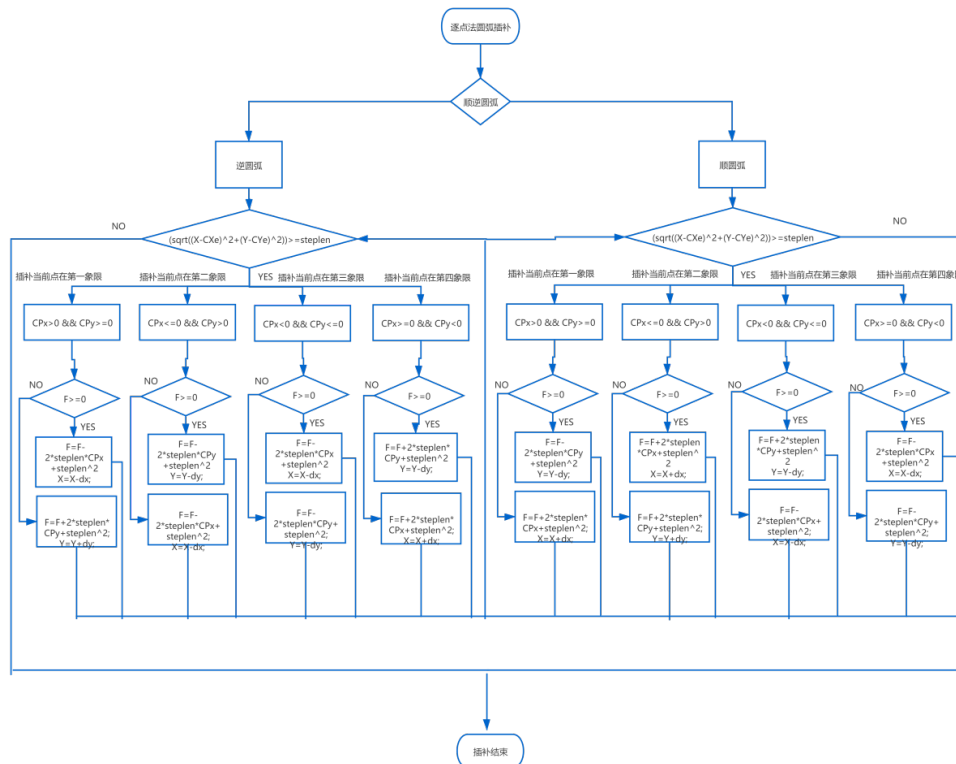 逐点法圆弧插补
顺逆圆弧
逆圆弧
顺圆弧
NO
(sqrt((X-CXe)^2+(Y-CYe)^2))>=steplen
(sqrt((X-CXe)^2+(Y-CYe)^2))>=steplen
NO
插补当前点在第一象限
插补当前点在第二象限
YES
插补当前点在第三象限
插补当前点在第四象限
插补当前点在第一象限
插补当前点在第二象限
YES
插补当前点在第三象限
插补当前点在第四象限
CPx>0 && CPy>=0
CPx<=0 && CPy>0
CPx<0 && CPy<=0
CPx>=0 && CPy<0
CPx>0 && CPy>=0
CPx<=0 && CPy>0
CPx<0 && CPy<=0
CPx>=0 && CPy<0
NO
F>=0
YES
NO
F>=0
YES
NO
F>=0
YES
NO
F>=0
YES
NO
F>=0
YES
NO
F>=0
YES
NO
F>=0
YES
NO
F>=0
YES
F=F-
2*steplen*CPx
+steplen^2
X=X-dx;
F=F-
2*steplen*CPy
+steplen^2
Y=Y-dy;
F=F-
2*steplen*CPx
+steplen^2
X=X-dx;
F=F+2*steplen*
CPy+steplen^2
Y=Y-dy;
F=F-
2*steplen*CPy
+steplen^2
Y=Y-dy;
F=F+2*steplen
*CPx+steplen^
2
X=X+dx;
F=F+2*steplen
*CPy+steplen^
2
Y=Y-dy;
F=F-
2*steplen*CPx
+steplen^2
X=X-dx;
F=F+2*steplen*
CPy+steplen^2;
Y=Y+dy;
F=F-
2*steplen*CPx+
steplen^2;
X=X-dx;
F=F-
2*steplen*CPy+
steplen^2;
Y=Y-dy;
F=F+2*steplen*
CPx+steplen^2;
X=X+dx;
F=F+2*steplen*
CPx+steplen^2;
X=X+dx;
F=F+2*steplen*
CPy+steplen^2;
Y=Y+dy;
F=F-
2*steplen*CPx+
steplen^2;
X=X-dx;
F=F-
2*steplen*CPy+
steplen^2;
Y=Y-dy;
插补结束